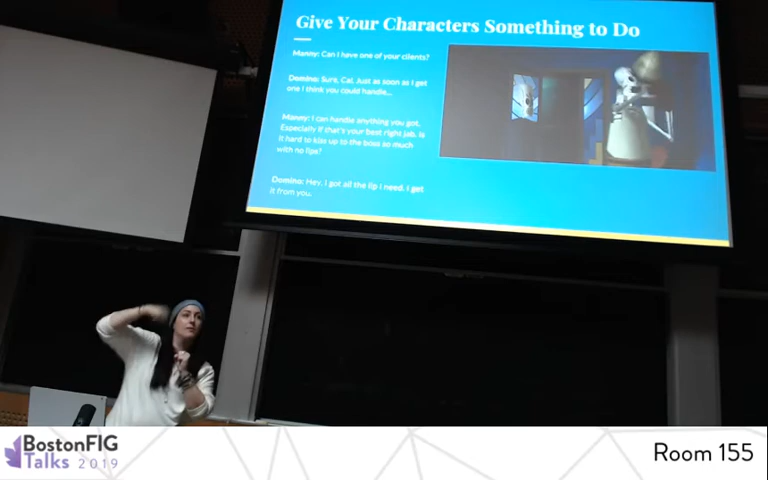 Give Your Characters Something to Do
Manny: Can I have one of your clients?
Domino: Sure, Cal. Just as soon as I get
one I think you could handle...
Manny: I can handle anything you got.
Especially if that's your best right job. Is
it hard to kiss up to the boss so much
with no lips?
Domino: Hey, I got all the lip I need. I get
it from you.
BostonFIG
Talks 2019
Room 155